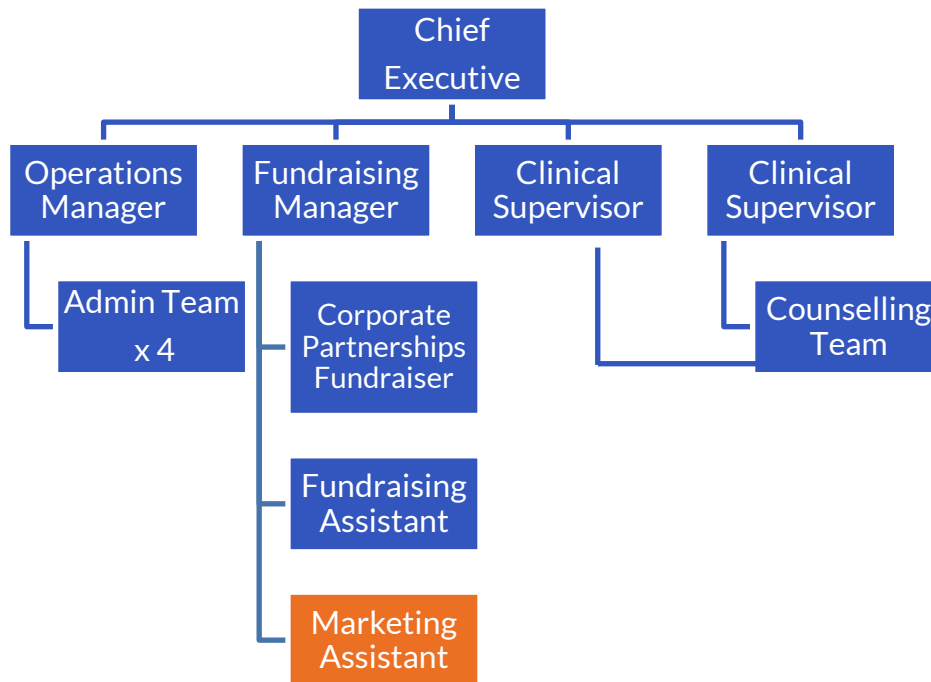 Chief
Executive
Operations
Manager
Fundraising
Manager
Clinical
Supervisor
Clinical
Supervisor
Admin Team
x 4
Corporate
Partnerships
Fundraiser
Counselling
Team
Fundraising
Assistant
Marketing
Assistant